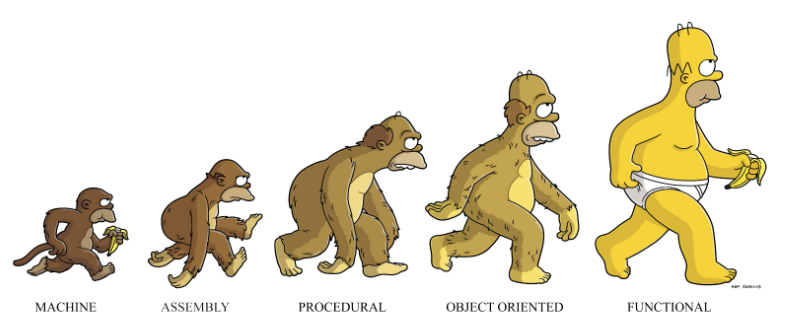 MACHINE
ASSEMBLY
PROCEDURAL
OBJECT ORIENTED
FUNCTIONAL